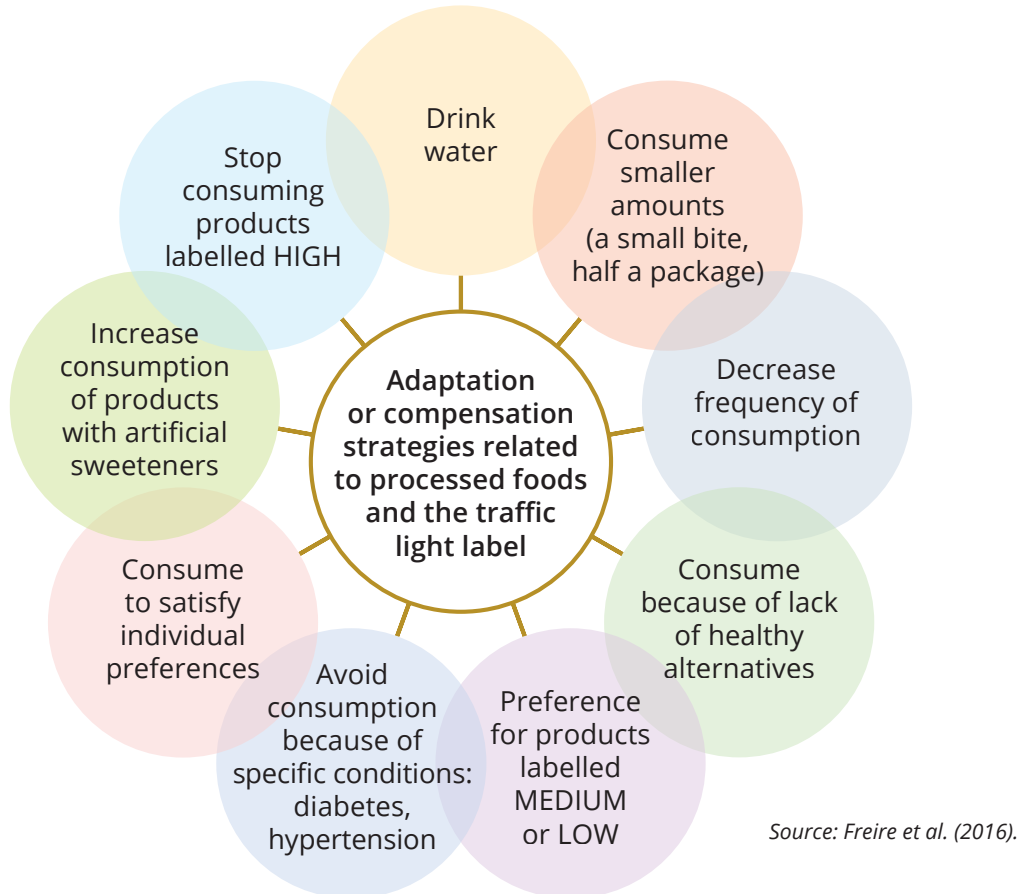 Drink
water
Consume
smaller
amounts
(a small bite,
half a package)
Decrease
frequency of
consumption
Consume
because of lack
of healthy
alternatives
Preference
for products
labelled
MEDIUM
or LOW
Avoid
consumption
because of
specific conditions:
diabetes,
hypertension
Consume
to satisfy
individual
preferences
Increase
consumption
of products
with artificial
sweeteners
Stop
consuming
products
labelled HIGH
Adaptation
or compensation
strategies related
to processed foods
and the traffic
light label
Source: Freire et al. (2016).